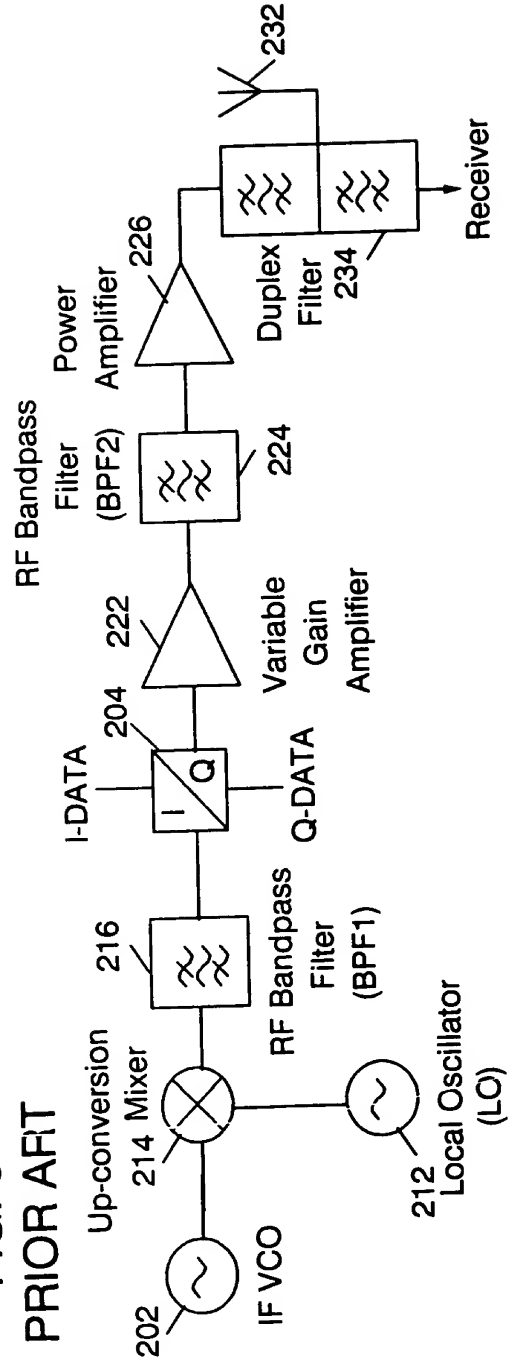 PRIOR ART
202
IF VCO
Up-conversion
Mixer
214
212
Local Oscillator
(LO)
216
RF Bandpass
Filter
(BPF1)
I-DATA
204
I
Q
Q-DATA
222
Variable
Gain
Amplifier
RF Bandpass
Filter
(BPF2)
224
Power
Amplifier
226
Duplex
Filter
234
232
Receiver